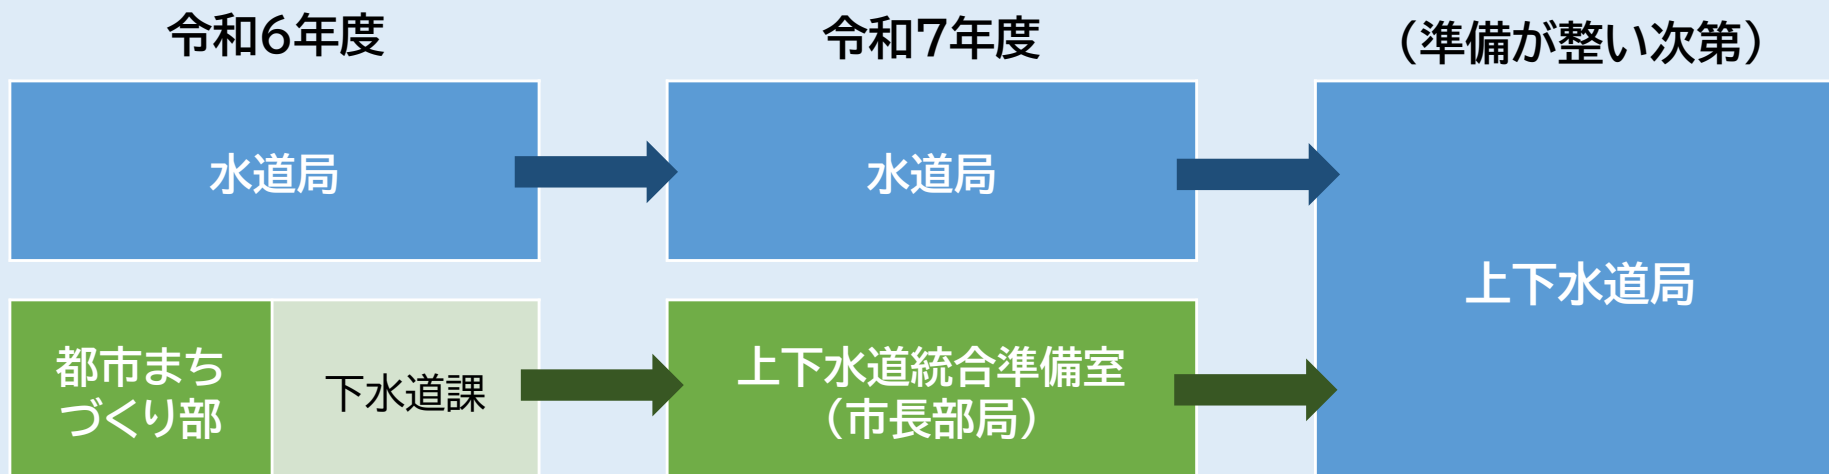 令和6年度
令和7年度
（準備が整い次第）
水道局
水道局
上下水道局
都市まち
づくり部
下水道課
上下水道統合準備室
（市長部局）